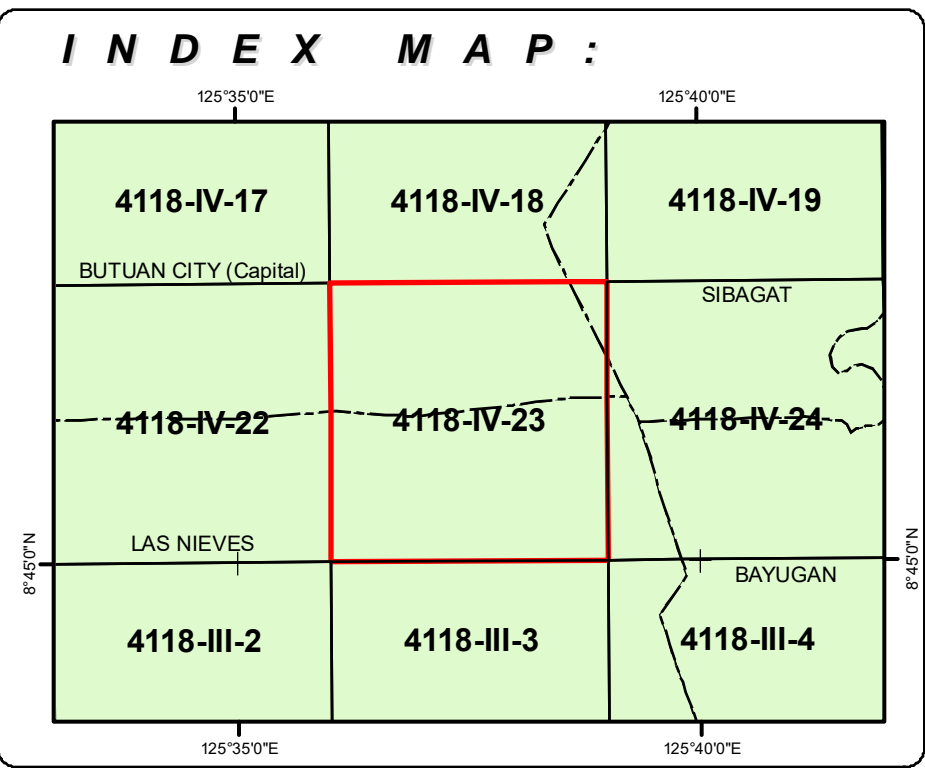 INDEX MAP:
125°35'0"E
125°40'0"E
4118-IV-17
4118-IV-18
4118-IV-19
BUTUAN CITY (Capital)
SIBAGAT
4118-IV-22
4118-IV-23
4118-IV-24
8°45'0"N
LAS NIEVES
8°45'0"N
BAYUGAN
4118-III-2
4118-III-3
4118-III-4
125°35'0"E
125°40'0"E